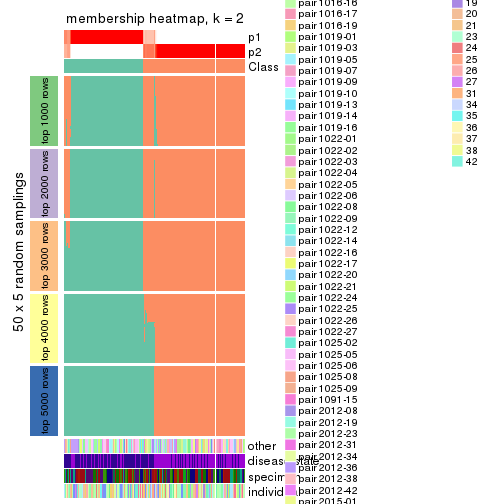 membership heatmap, k = 2
p1
p2
Class
50 x 5 random samplings
top 1000 rows
top 2000 rows
top 3000 rows
top 4000 rows
top 5000 rows
other
disease.state
specim
individ
pair1016-16
pair1016-17
pair1016-19
pair1019-01
pair1019-03
pair1019-05
pair1019-07
pair1019-09
pair1019-10
pair1019-13
pair1019-14
pair1019-16
pair1022-01
pair1022-02
pair1022-03
pair1022-04
pair1022-05
pair1022-06
pair1022-08
pair1022-09
pair1022-12
pair1022-14
pair1022-16
pair1022-17
pair1022-20
pair1022-21
pair1022-24
pair1022-25
pair1022-26
pair1022-27
pair1025-02
pair1025-05
pair1025-06
pair1025-08
pair1025-09
pair1091-15
pair2012-08
pair2012-19
pair2012-23
pair2012-31
pair2012-34
pair2012-36
pair2012-38
pair2012-42
pair2015-01
19
20
21
23
24
25
26
27
31
34
35
36
37
38
42